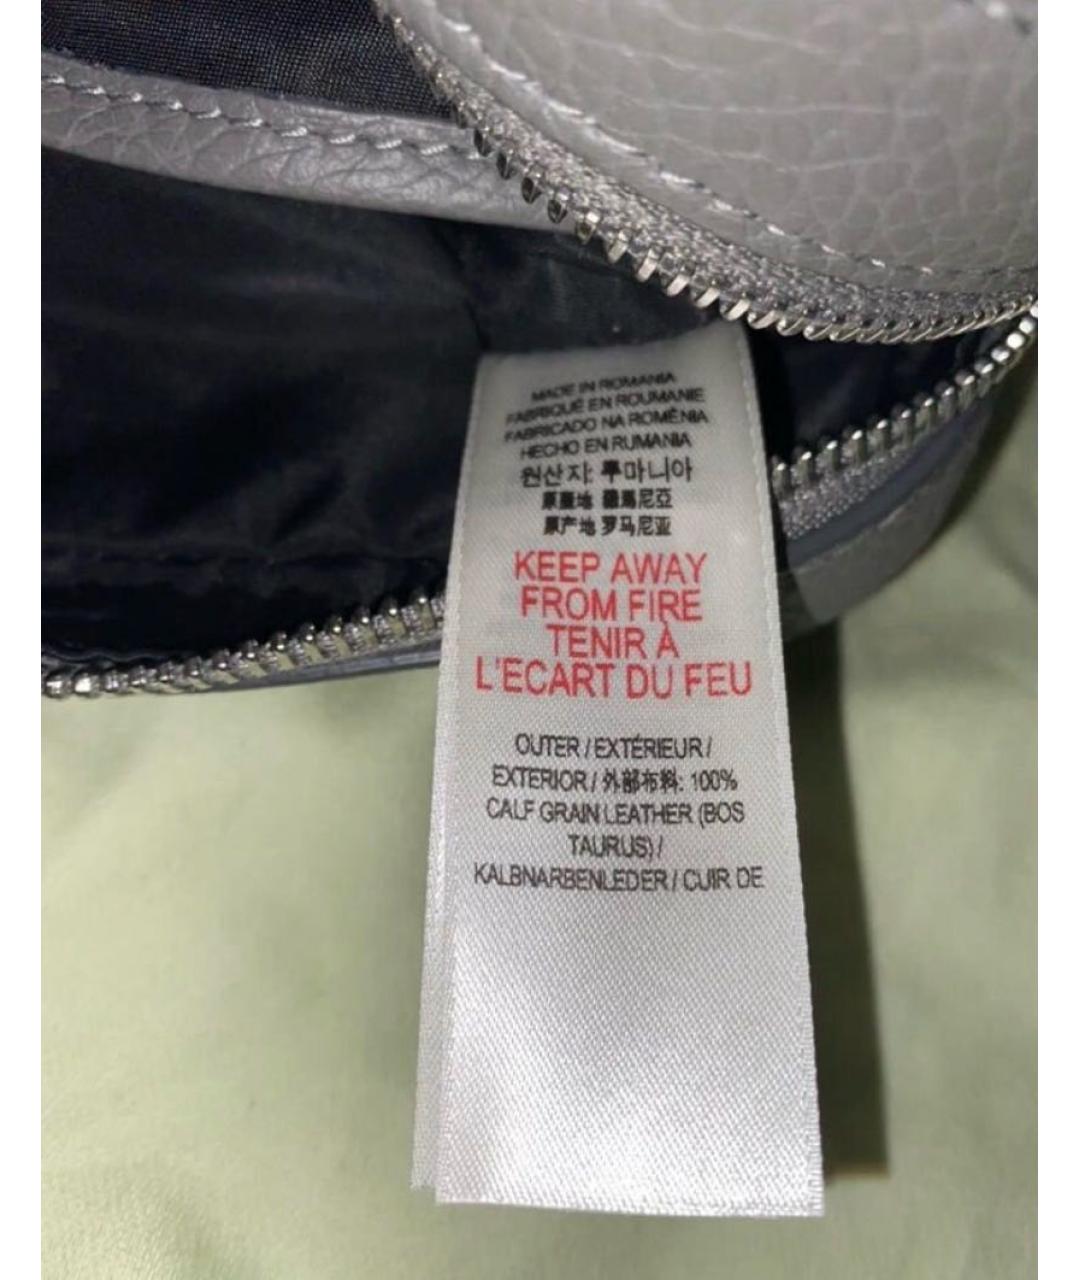 MADE IN ROMANIA
FABRIQUÉ EN ROUMANIE
FABRICADO NA ROMÉNIA
HECHO EN RUMANIA
원산지: 루마니아
原產地: 羅馬尼亞
原产地: 罗马尼亚
KEEP AWAY
FROM FIRE
TENIR À
L'ECART DU FEU
OUTER / EXTÉRIEUR /
EXTERIOR / 外部布料: 100%
CALF GRAIN LEATHER (BOS
TAURUS) /
KALBNARBENLEDER / CUIR DE